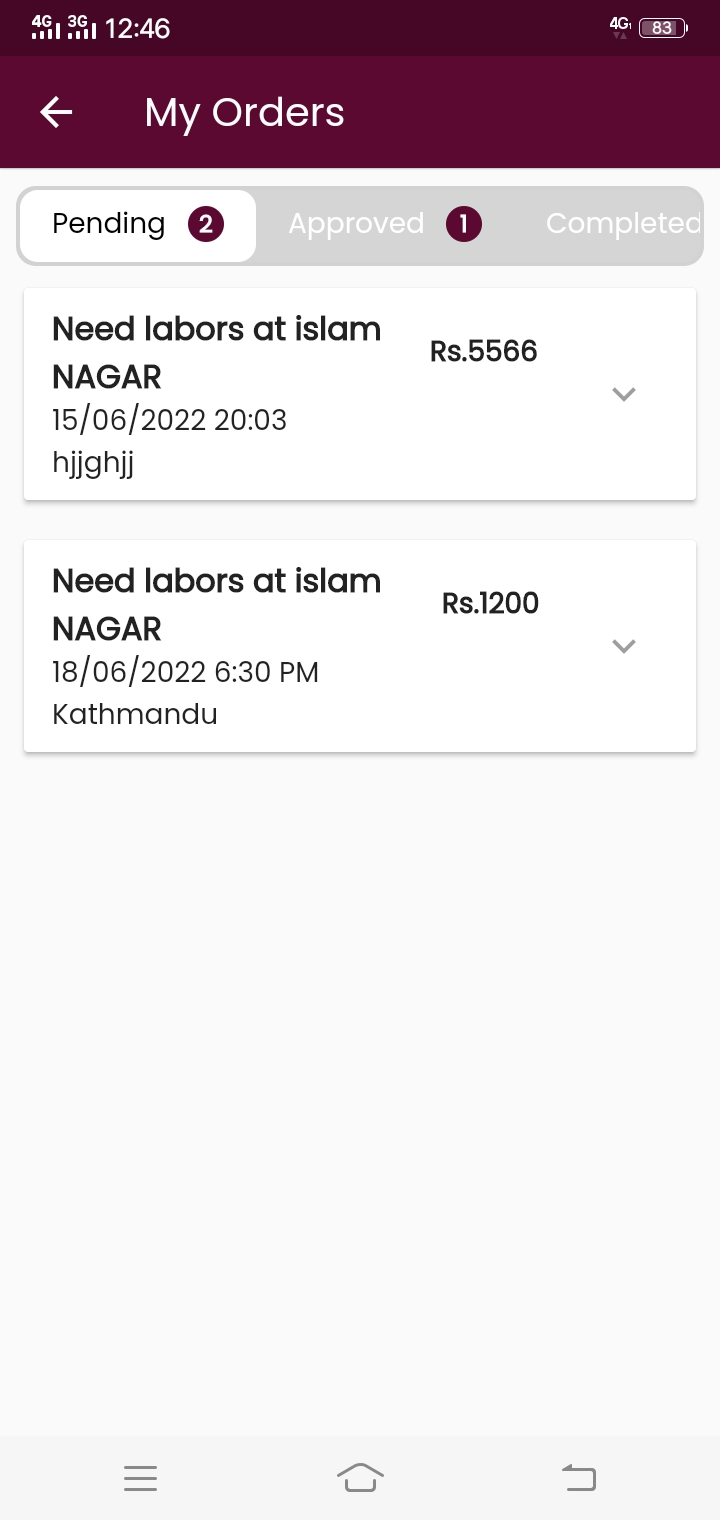 4G 3G 12:46 4G 83
My Orders
Pending 2 Approved 1 Completed
Need labors at islam
NAGAR
Rs.5566
15/06/2022 20:03
hjjghjj
Need labors at islam
NAGAR
Rs.1200
18/06/2022 6:30 PM
Kathmandu